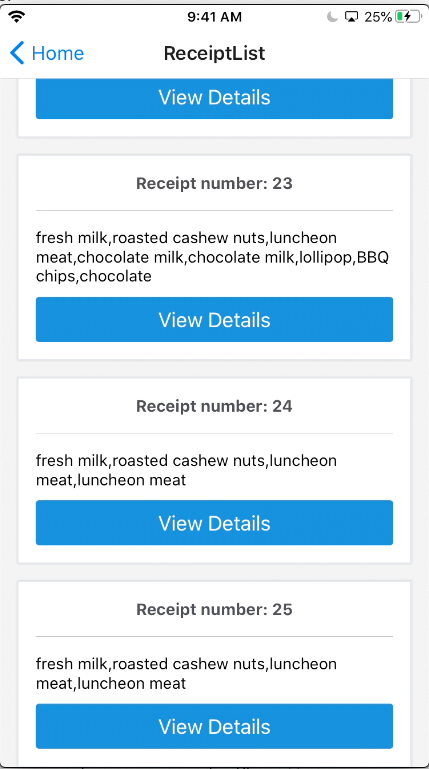 9:41 AM
25%
Home
ReceiptList
View Details
Receipt number: 23
fresh milk,roasted cashew nuts,luncheon
meat,chocolate milk,chocolate milk,lollipop,BBQ
chips,chocolate
View Details
Receipt number: 24
fresh milk,roasted cashew nuts,luncheon
meat,luncheon meat
View Details
Receipt number: 25
fresh milk,roasted cashew nuts,luncheon
meat,luncheon meat
View Details